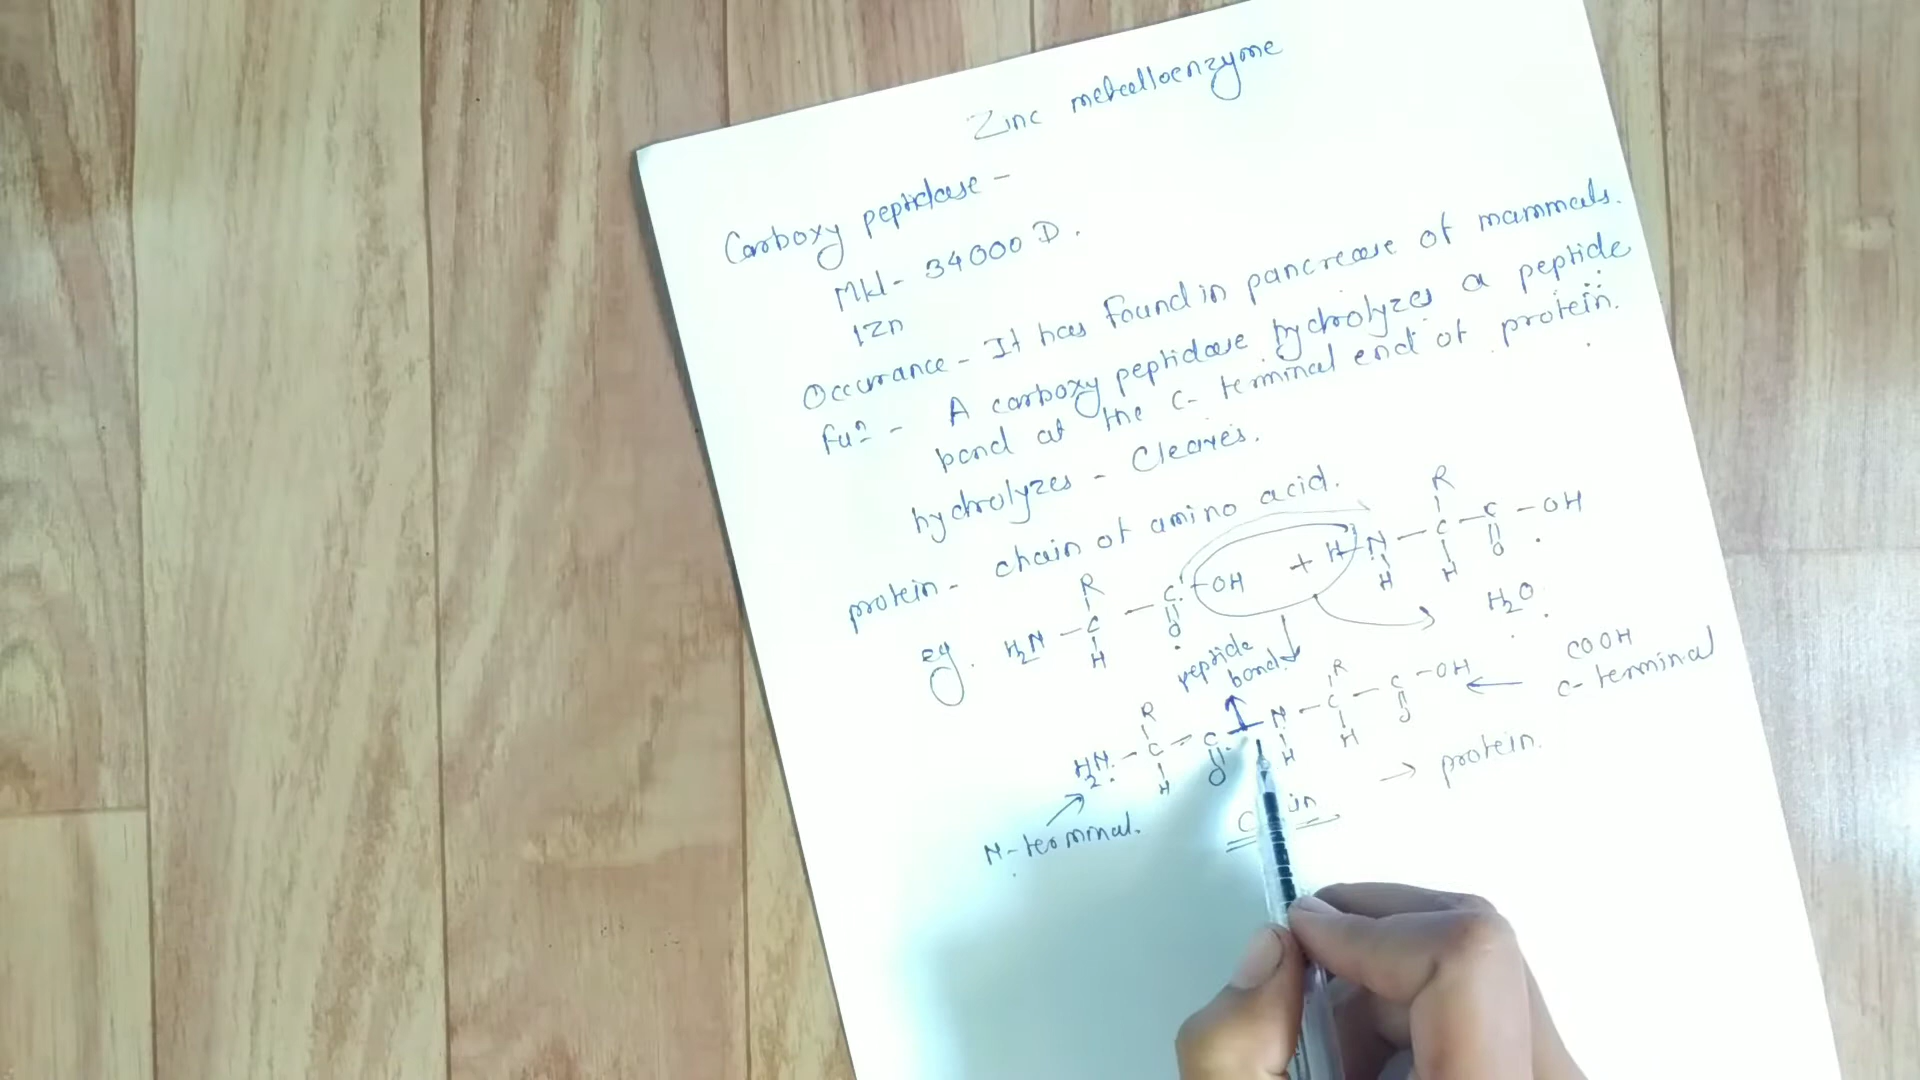 Zinc metalloenzyme
Carboxy peptidase -
MW - 34000 D.
1Zn
Occurrance - It has found in pancrease of mammals.
Fun - A carboxy peptidase hydrolyzes a peptide
bond at the C- terminal end of protein.
hydrolyzes - Cleaves.
protein - chain of amino acid.
eg. H2N - C - C - OH + H - N - C - C - OH
R H O H R H O
H2O
peptide
bond
COOH
C-terminal
H2N - C - C - N - C - C - OH
R H O H R H O
N-terminal.
→ protein.